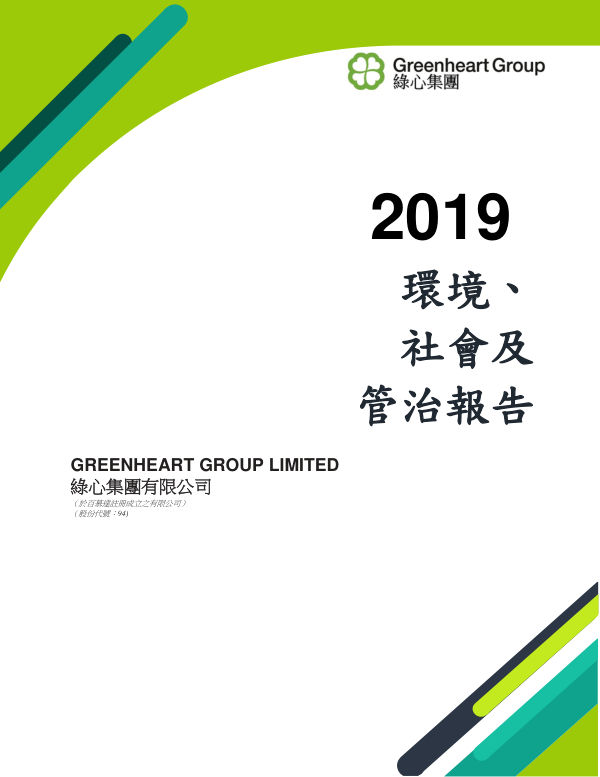 Greenheart Group
綠心集團
2019
環境、
社會及
管治報告
GREENHEART GROUP LIMITED
綠心集團有限公司
（於百慕達註冊成立之有限公司）
（股份代號：94）